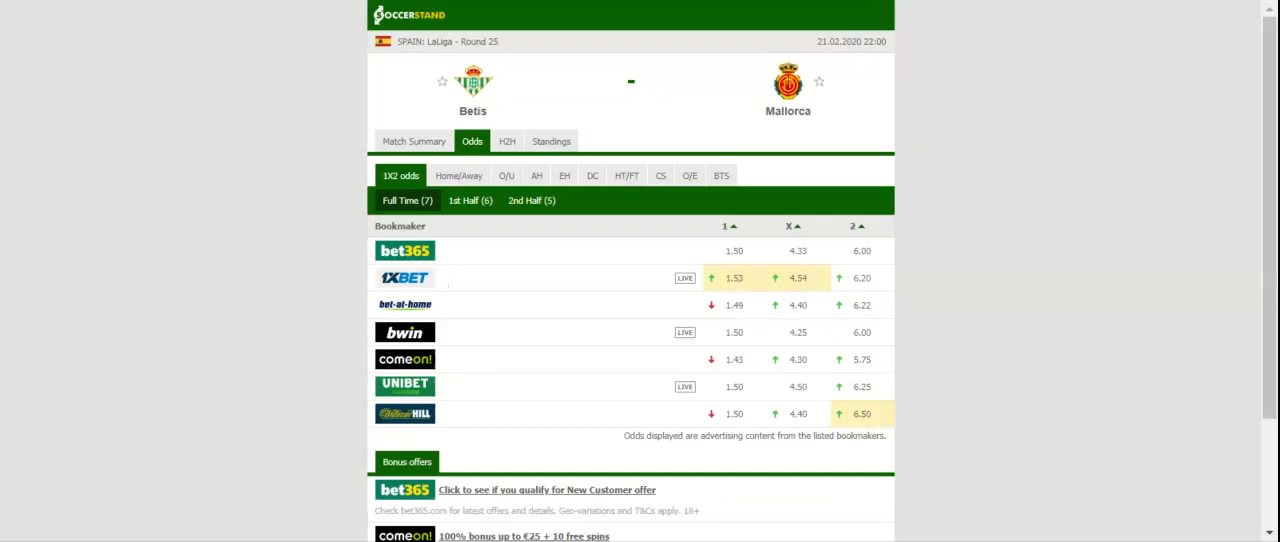 SOCCERSTAND
SPAIN: LaLiga - Round 25 21.02.2020 22:00
-
Betis Mallorca
Match Summary Odds H2H Standings
1X2 odds Home/Away O/U AH EH DC HT/FT CS O/E BTS
Full Time (7) 1st Half (6) 2nd Half (5)
Bookmaker 1 X 2
bet365 1.50 4.33 6.00
1XBET LIVE 1.53 4.54 6.20
bet-at-home 1.49 4.40 6.22
bwin LIVE 1.50 4.25 6.00
comeon! 1.43 4.30 5.75
UNIBET LIVE 1.50 4.50 6.25
William HILL 1.50 4.40 6.50
Odds displayed are advertising content from the listed bookmakers.
Bonus offers
bet365 Click to see if you qualify for New Customer offer
Check bet365.com for latest offers and details. Geo-variations and T&Cs apply. 18+
comeon! 100% bonus up to €25 + 10 free spins